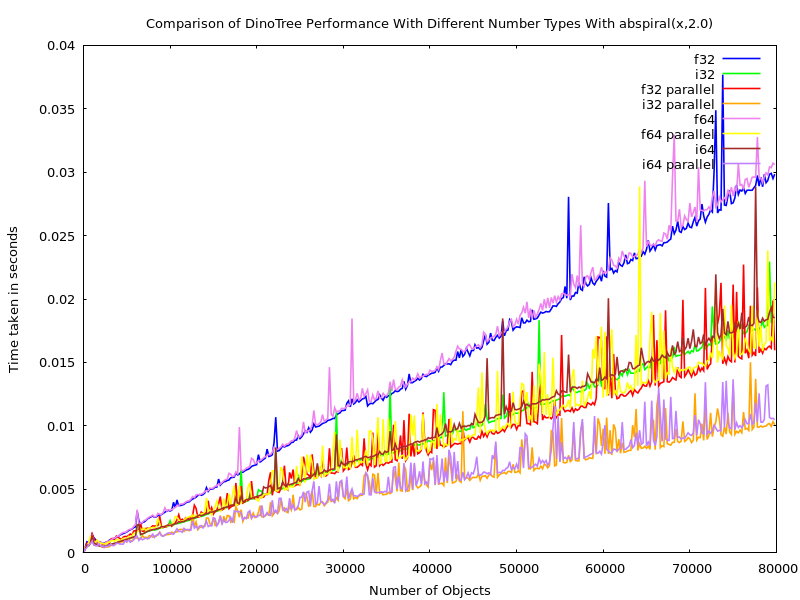 Comparison of DinoTree Performance With Different Number Types With abspiral(x,2.0)
0.04
0.035
0.03
0.025
0.02
0.015
0.01
0.005
0
Time taken in seconds
f32
i32
f32 parallel
i32 parallel
f64
f64 parallel
i64
i64 parallel
0 10000 20000 30000 40000 50000 60000 70000 80000
Number of Objects